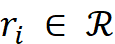 rᵢ ∈ ℛ